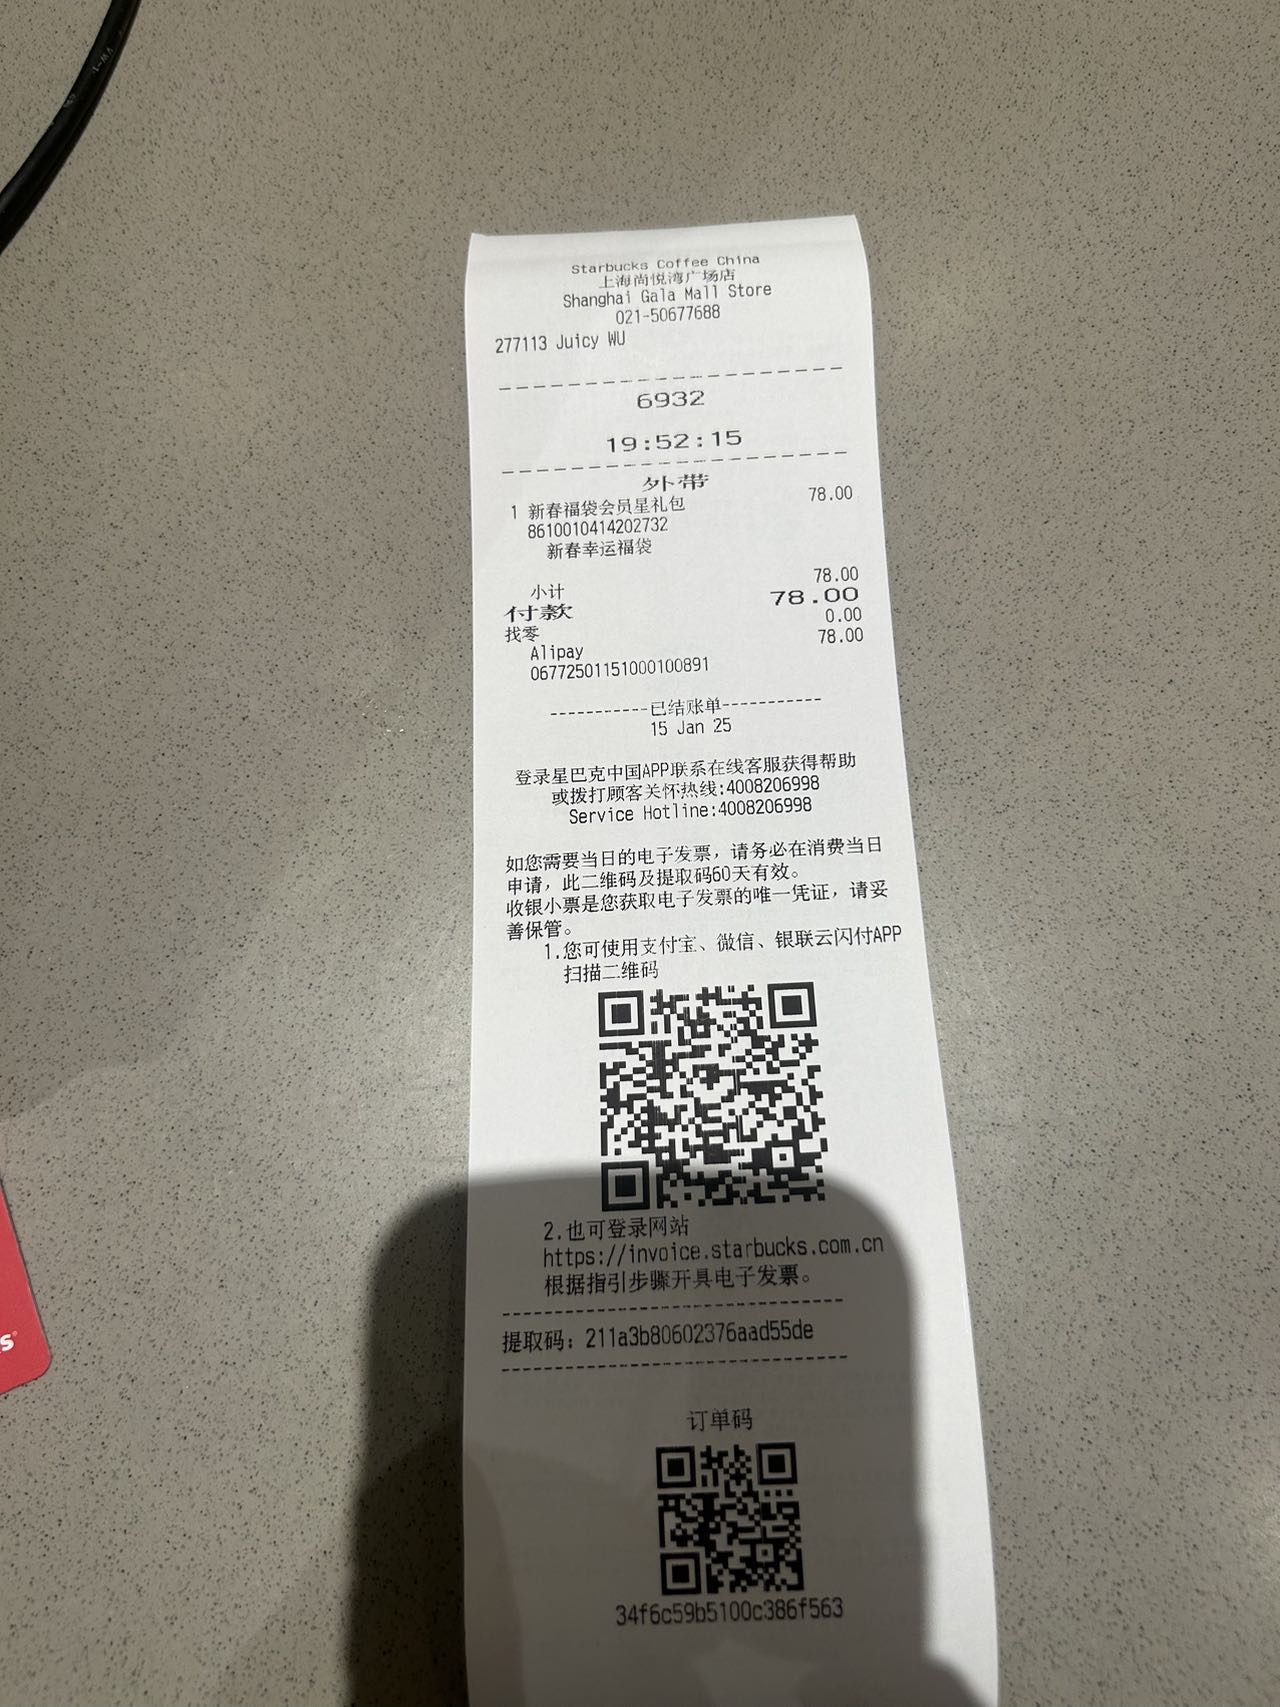 Starbucks Coffee China
上海尚悦湾广场店
Shanghai Gala Mall Store
021-50677688
277113 Juicy WU
6932
19:52:15
外带
1 新春福袋会员星礼包 78.00
8610010414202732
新春幸运福袋
小计 78.00
付款 78.00
找零 0.00
Alipay 78.00
06772501151000100891
-----------已结账单-----------
15 Jan 25
登录星巴克中国APP联系在线客服获得帮助
或拨打顾客关怀热线:4008206998
Service Hotline:4008206998
如您需要当日的电子发票，请务必在消费当日
申请，此二维码及提取码60天有效。
收银小票是您获取电子发票的唯一凭证，请妥
善保管。
1.您可使用支付宝、微信、银联云闪付APP
扫描二维码
2.也可登录网站
https://invoice.starbucks.com.cn
根据指引步骤开具电子发票。
提取码：211a3b80602376aad55de
订单码
34f6c59b5100c386f563